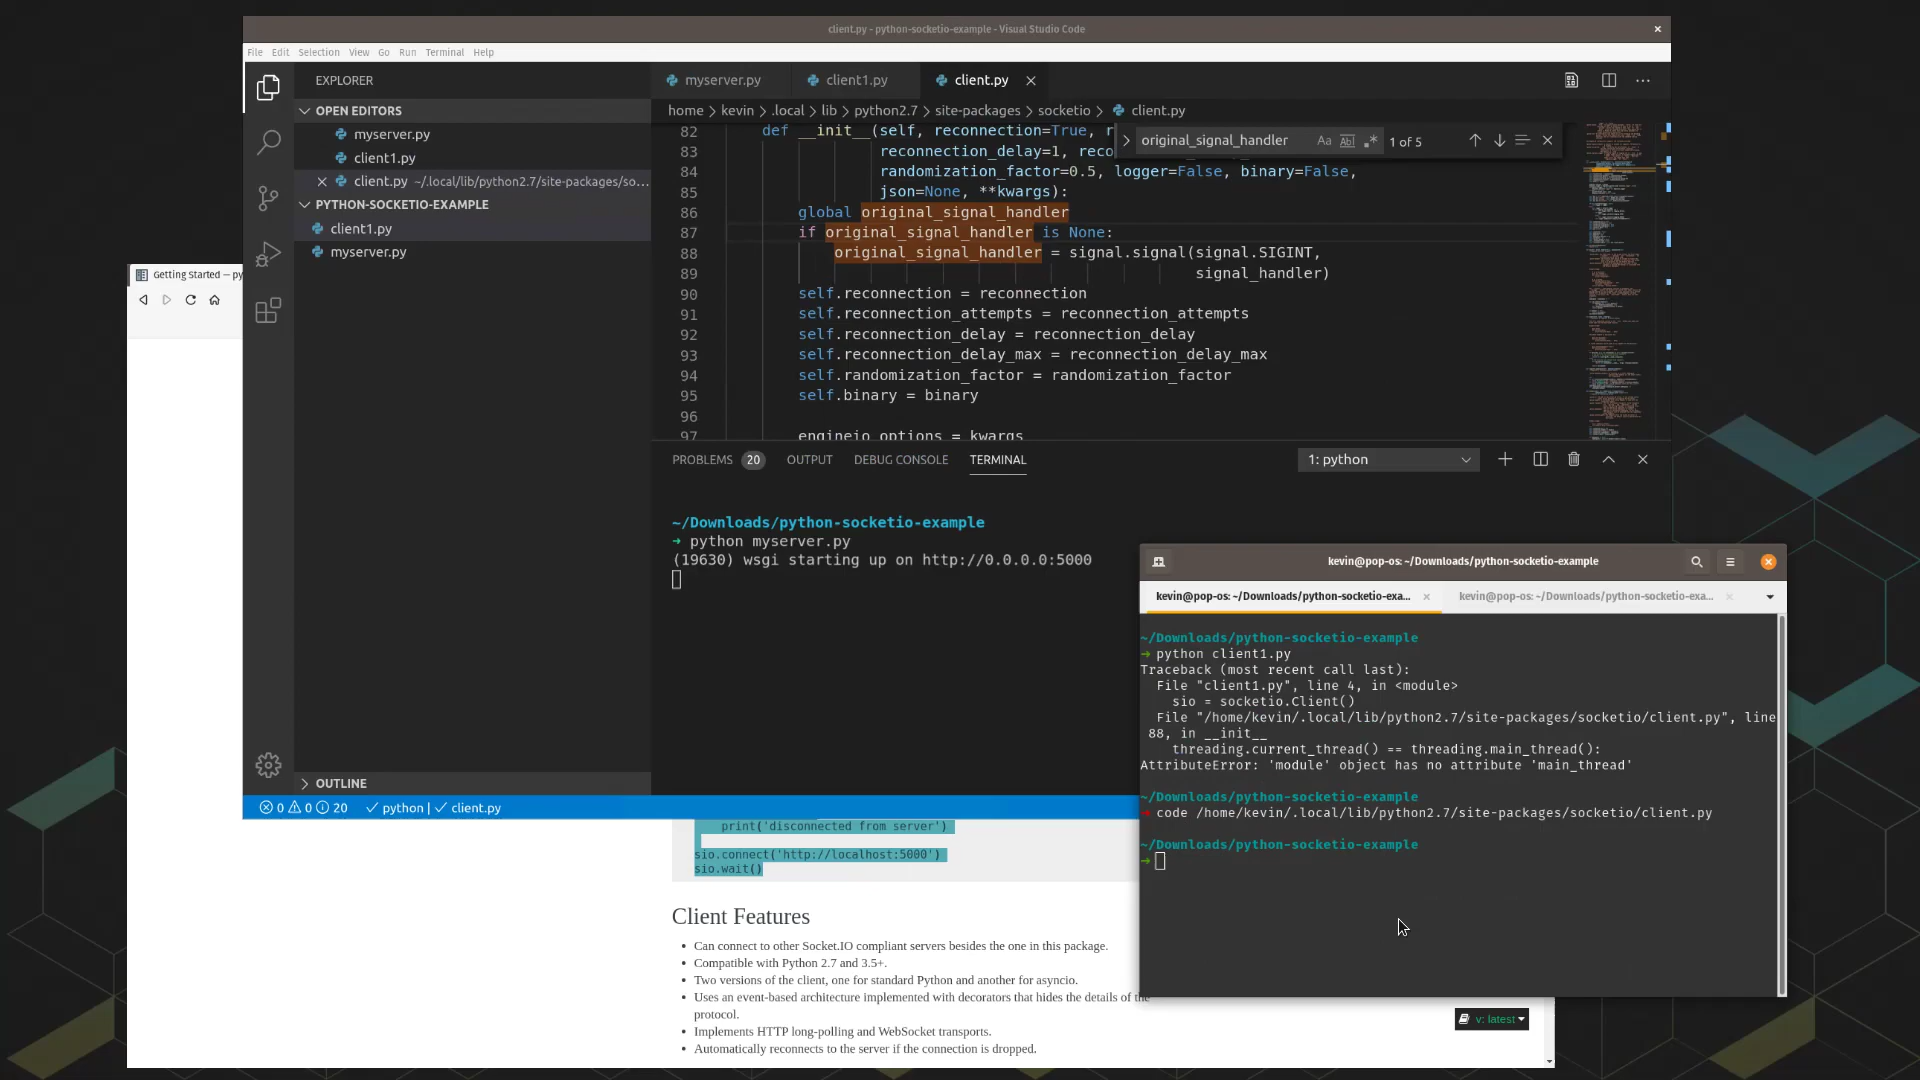 client.py - python-socketio-example - Visual Studio Code
File Edit Selection View Go Run Terminal Help
EXPLORER
OPEN EDITORS
myserver.py
client1.py
client.py ~/.local/lib/python2.7/site-packages/so...
PYTHON-SOCKETIO-EXAMPLE
client1.py
myserver.py
OUTLINE
myserver.py client1.py client.py
home > kevin > .local > lib > python2.7 > site-packages > socketio > client.py
original_signal_handler
Aa Abl .* 1 of 5
82 def __init__(self, reconnection=True, r
83 reconnection_delay=1, reco
84 randomization_factor=0.5, logger=False, binary=False,
85 json=None, **kwargs):
86 global original_signal_handler
87 if original_signal_handler is None:
88 original_signal_handler = signal.signal(signal.SIGINT,
89 signal_handler)
90 self.reconnection = reconnection
91 self.reconnection_attempts = reconnection_attempts
92 self.reconnection_delay = reconnection_delay
93 self.reconnection_delay_max = reconnection_delay_max
94 self.randomization_factor = randomization_factor
95 self.binary = binary
96
97 engineio_options = kwargs
PROBLEMS 20 OUTPUT DEBUG CONSOLE TERMINAL
1: python
~/Downloads/python-socketio-example
➜ python myserver.py
(19630) wsgi starting up on http://0.0.0.0:5000
0 0 20 python | client.py
Getting Started — py
kevin@pop-os: ~/Downloads/python-socketio-example
kevin@pop-os: ~/Downloads/python-socketio-exa...
kevin@pop-os: ~/Downloads/python-socketio-exa...
~/Downloads/python-socketio-example
➜ python client1.py
Traceback (most recent call last):
File "client1.py", line 4, in <module>
sio = socketio.Client()
File "/home/kevin/.local/lib/python2.7/site-packages/socketio/client.py", line
88, in __init__
threading.current_thread() == threading.main_thread():
AttributeError: 'module' object has no attribute 'main_thread'
~/Downloads/python-socketio-example
➜ code /home/kevin/.local/lib/python2.7/site-packages/socketio/client.py
~/Downloads/python-socketio-example
➜
print('disconnected from server')
sio.connect('http://localhost:5000')
sio.wait()
Client Features
• Can connect to other Socket.IO compliant servers besides the one in this package.
• Compatible with Python 2.7 and 3.5+.
• Two versions of the client, one for standard Python and another for asyncio.
• Uses an event-based architecture implemented with decorators that hides the details of the
protocol.
• Implements HTTP long-polling and WebSocket transports.
• Automatically reconnects to the server if the connection is dropped.
v: latest